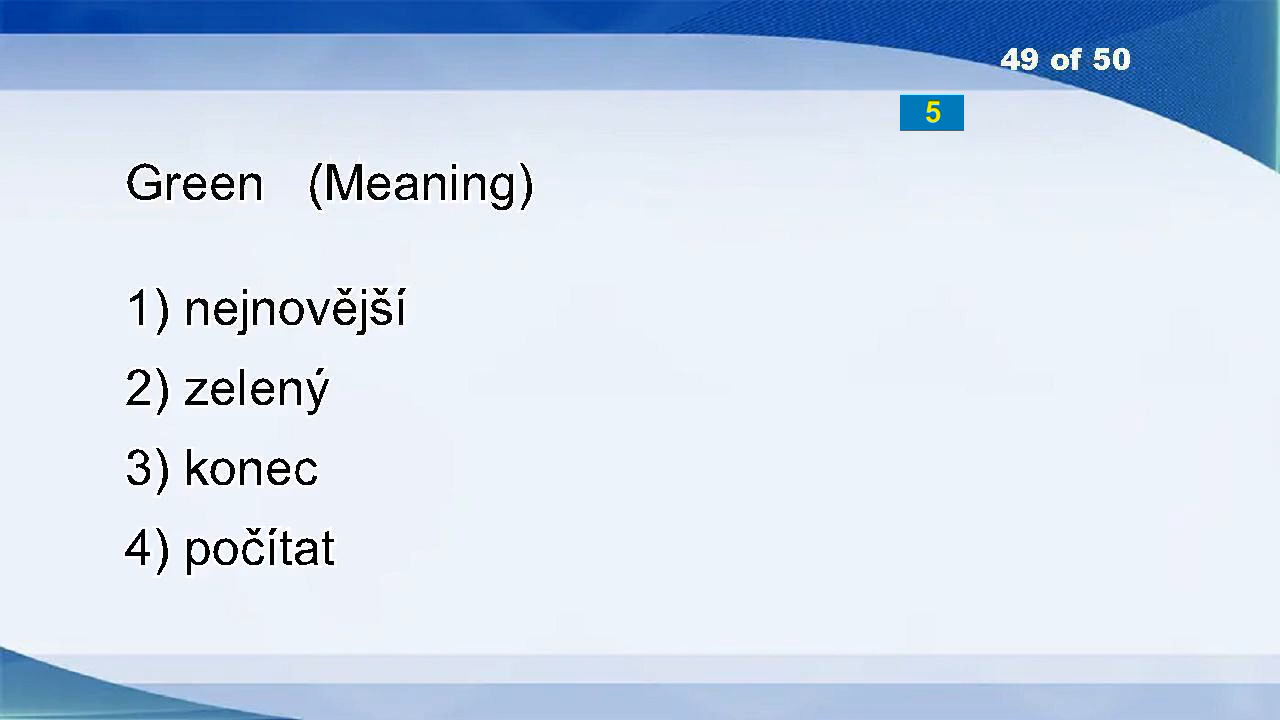 49 of 50
5
Green (Meaning)
1) nejnovější
2) zelený
3) konec
4) počítat